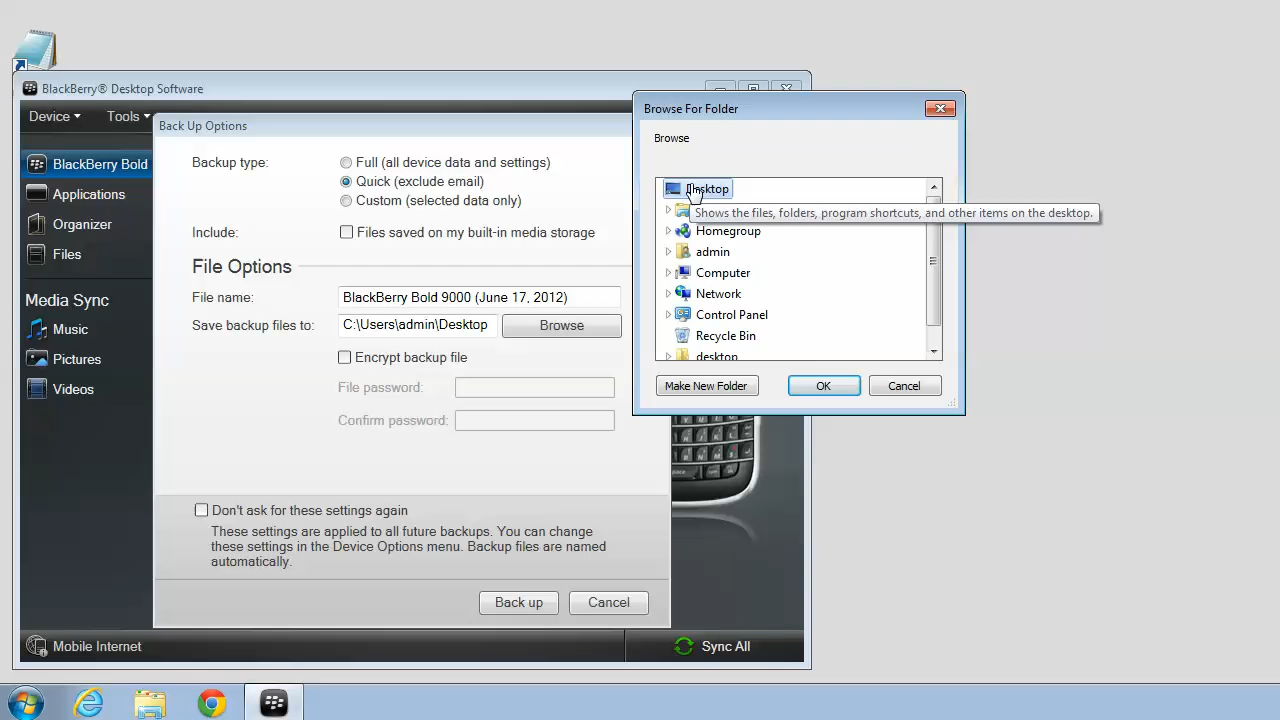 BlackBerry® Desktop Software
Device
Tools
BlackBerry Bold
Applications
Organizer
Files
Media Sync
Music
Pictures
Videos
Back Up Options
Backup type:
Full (all device data and settings)
Quick (exclude email)
Custom (selected data only)
Include:
Files saved on my built-in media storage
File Options
File name:
BlackBerry Bold 9000 (June 17, 2012)
Save backup files to:
C:\Users\admin\Desktop
Browse
Encrypt backup file
File password:
Confirm password:
Don't ask for these settings again
These settings are applied to all future backups. You can change
these settings in the Device Options menu. Backup files are named
automatically.
Back up
Cancel
Mobile Internet
Sync All
Browse For Folder
Browse
Desktop
Shows the files, folders, program shortcuts, and other items on the desktop.
Homegroup
admin
Computer
Network
Control Panel
Recycle Bin
desktop
Make New Folder
OK
Cancel